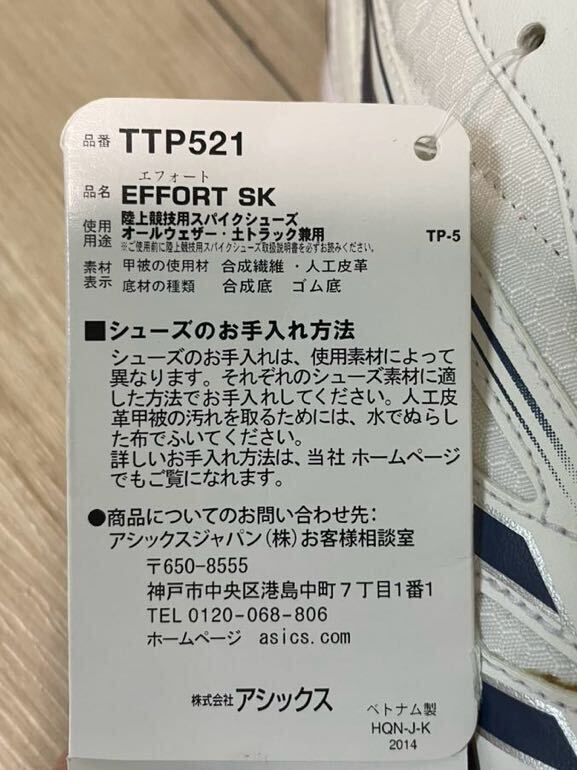 品番 TTP521
エフォート
品名 EFFORT SK
使用用途 陸上競技用スパイクシューズ
オールウェザー・土トラック兼用 TP-5
※ご使用前に陸上競技用スパイクシューズ取扱説明書を必ずお読みください。
素材 甲被の使用材 合成繊維・人工皮革
表示 底材の種類 合成底 ゴム底
■シューズのお手入れ方法
シューズのお手入れは、使用素材によって
異なります。それぞれのシューズ素材に適
した方法でお手入れしてください。人工皮
革甲被の汚れを取るためには、水でぬらし
た布でふいてください。
詳しいお手入れ方法は、当社 ホームページ
でもご覧になれます。
●商品についてのお問い合わせ先:
アシックスジャパン(株)お客様相談室
〒650-8555
神戸市中央区港島中町7丁目1番1
TEL 0120-068-806
ホームページ asics.com
株式会社 アシックス
ベトナム製
HQN-J-K
2014